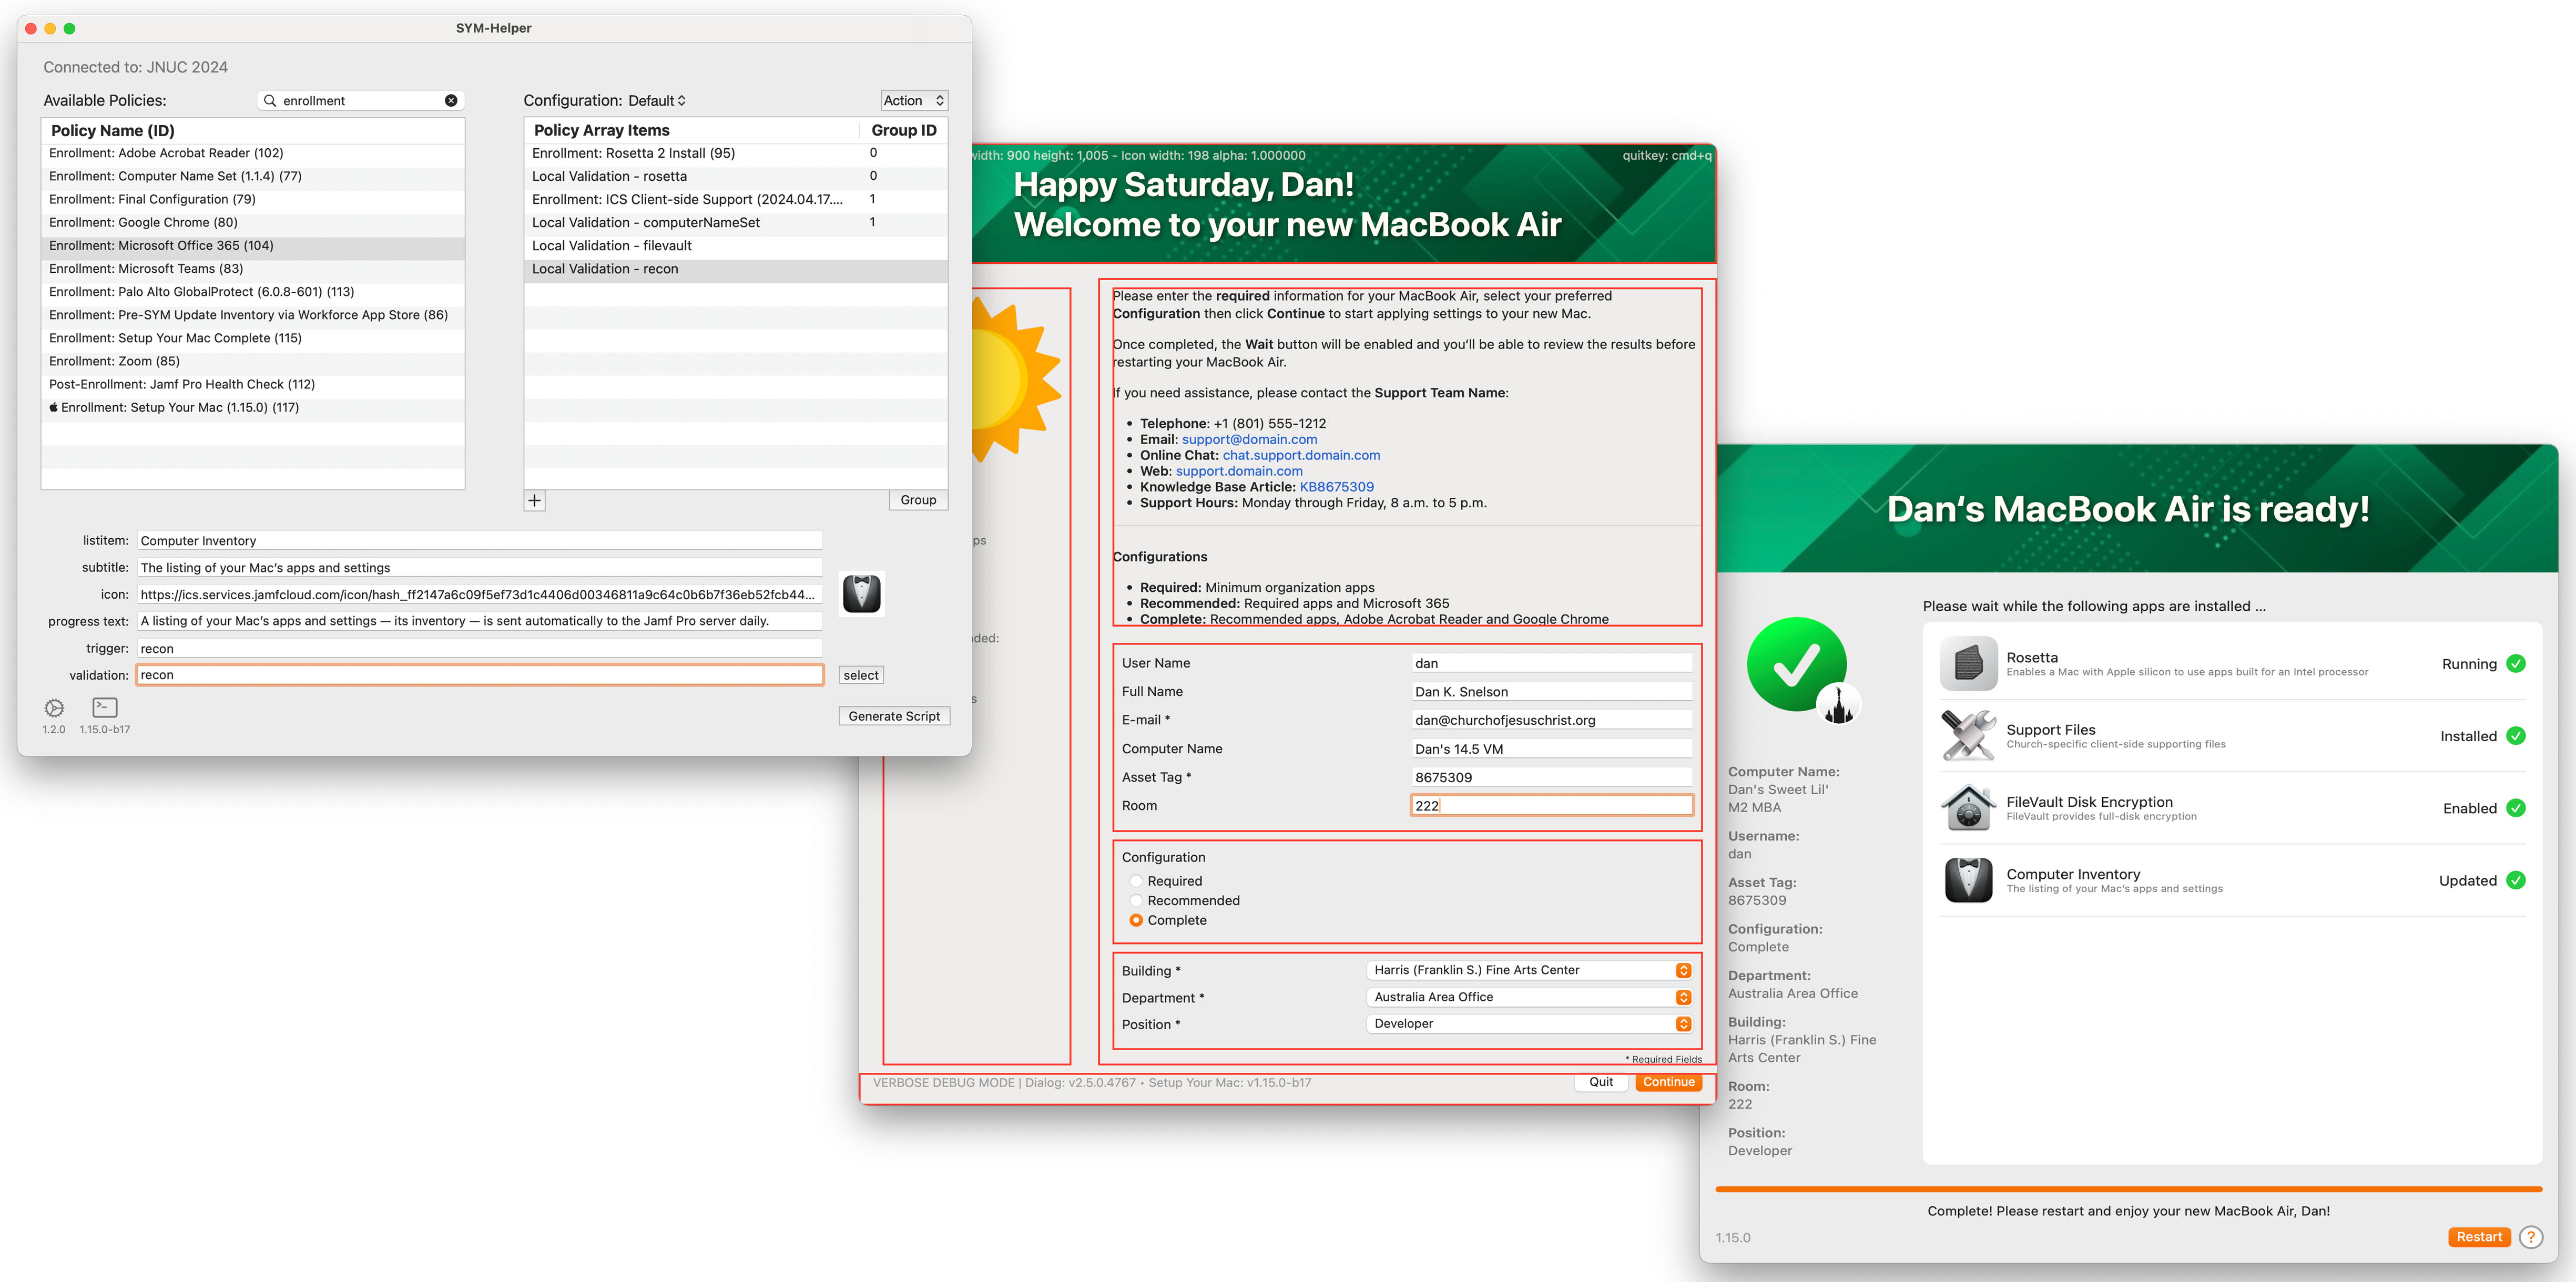 SYM-Helper
Connected to: JNUC 2024
Available Policies:
enrollment
Policy Name (ID)
Enrollment: Adobe Acrobat Reader (102)
Enrollment: Computer Name Set (1.1.4) (77)
Enrollment: Final Configuration (79)
Enrollment: Google Chrome (80)
Enrollment: Microsoft Office 365 (104)
Enrollment: Microsoft Teams (83)
Enrollment: Palo Alto GlobalProtect (6.0.8-601) (113)
Enrollment: Pre-SYM Update Inventory via Workforce App Store (86)
Enrollment: Setup Your Mac Complete (115)
Enrollment: Zoom (85)
Post-Enrollment: Jamf Pro Health Check (112)
Enrollment: Setup Your Mac (1.15.0) (117)
Configuration: Default
Action
Policy Array Items Group ID
Enrollment: Rosetta 2 Install (95) 0
Local Validation - rosetta 0
Enrollment: ICS Client-side Support (2024.04.17.... 1
Local Validation - computerNameSet 1
Local Validation - filevault
Local Validation - recon
+
Group
listitem: Computer Inventory
subtitle: The listing of your Mac’s apps and settings
icon: https://ics.services.jamfcloud.com/icon/hash_ff2147a6c09f5ef73d1c4406d00346811a9c64c0b6b7f36eb52fcb44...
progress text: A listing of your Mac’s apps and settings — its inventory — is sent automatically to the Jamf Pro server daily.
trigger: recon
validation: recon
select
1.2.0 1.15.0-b17
Generate Script
width: 900 height: 1,005 - Icon width: 198 alpha: 1.000000
quitkey: cmd+q
Happy Saturday, Dan!
Welcome to your new MacBook Air
Please enter the required information for your MacBook Air, select your preferred
Configuration then click Continue to start applying settings to your new Mac.
Once completed, the Wait button will be enabled and you’ll be able to review the results before
restarting your MacBook Air.
If you need assistance, please contact the Support Team Name:
• Telephone: +1 (801) 555-1212
• Email: support@domain.com
• Online Chat: chat.support.domain.com
• Web: support.domain.com
• Knowledge Base Article: KB8675309
• Support Hours: Monday through Friday, 8 a.m. to 5 p.m.
Configurations
• Required: Minimum organization apps
• Recommended: Required apps and Microsoft 365
• Complete: Recommended apps, Adobe Acrobat Reader and Google Chrome
User Name dan
Full Name Dan K. Snelson
E-mail * dan@churchofjesuschrist.org
Computer Name Dan's 14.5 VM
Asset Tag * 8675309
Room 222
Configuration
Required
Recommended
Complete
Building * Harris (Franklin S.) Fine Arts Center
Department * Australia Area Office
Position * Developer
* Required Fields
VERBOSE DEBUG MODE | Dialog: v2.5.0.4767 • Setup Your Mac: v1.15.0-b17
Quit
Continue
Dan‘s MacBook Air is ready!
Please wait while the following apps are installed ...
Rosetta
Enables a Mac with Apple silicon to use apps built for an Intel processor
Running
Support Files
Church-specific client-side supporting files
Installed
FileVault Disk Encryption
FileVault provides full-disk encryption
Enabled
Computer Inventory
The listing of your Mac’s apps and settings
Updated
Computer Name:
Dan's Sweet Lil'
M2 MBA
Username:
dan
Asset Tag:
8675309
Configuration:
Complete
Department:
Australia Area Office
Building:
Harris (Franklin S.) Fine
Arts Center
Room:
222
Position:
Developer
Complete! Please restart and enjoy your new MacBook Air, Dan!
1.15.0
Restart
?